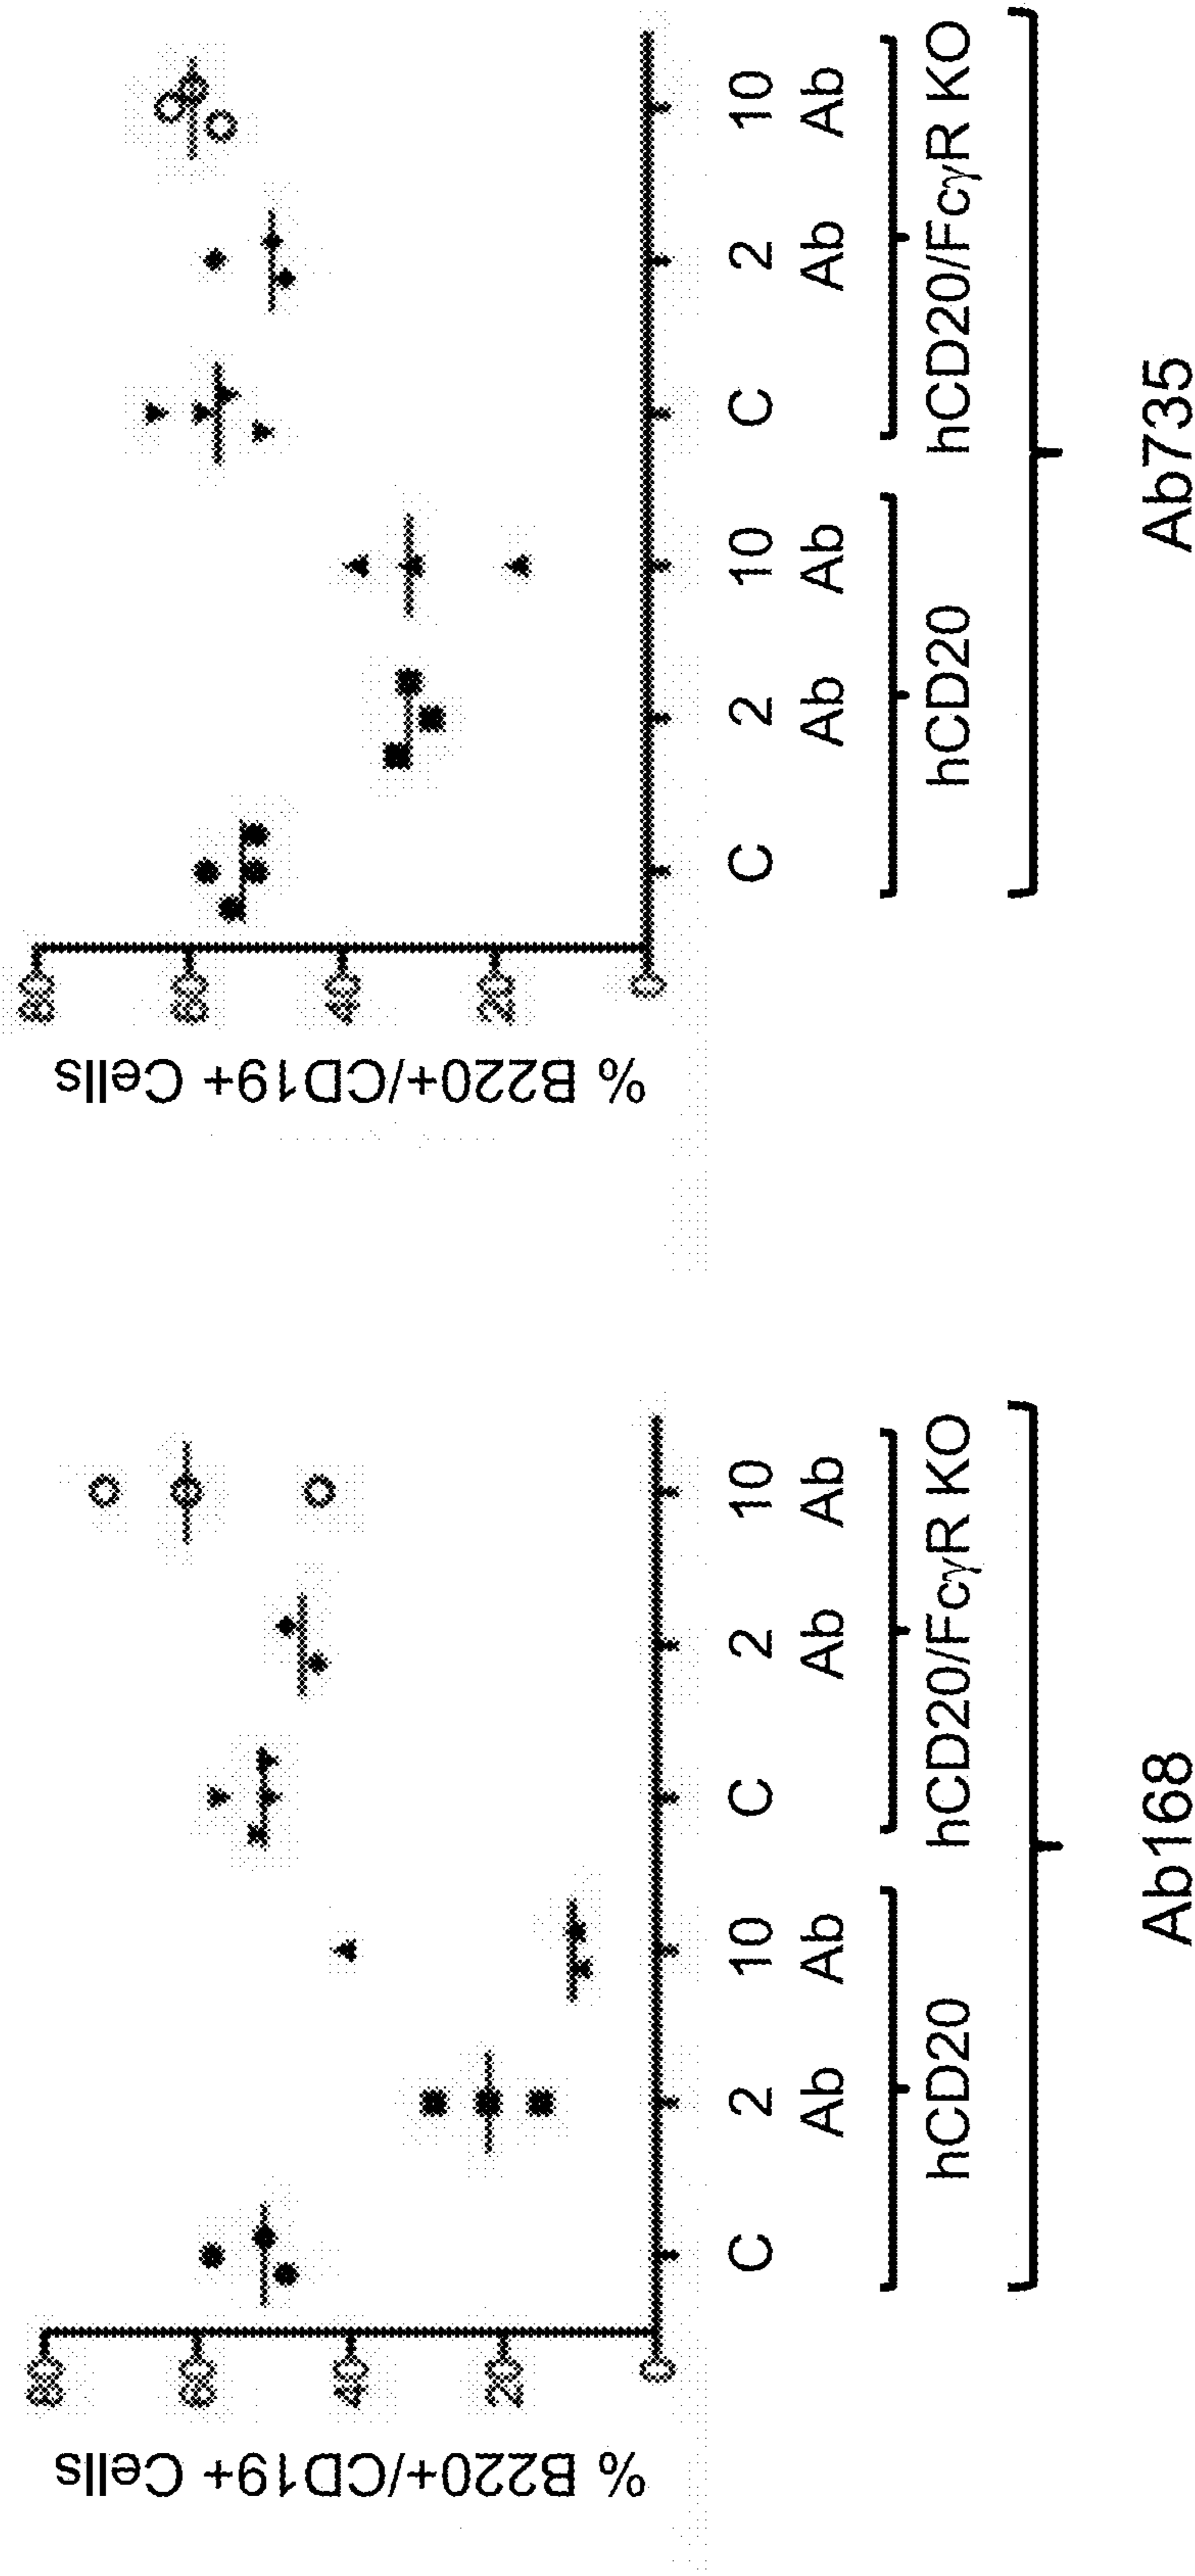 % B220+/CD19+ Cells
80
60
40
20
0
C 2 10 C 2 10
Ab Ab Ab Ab
hCD20 hCD20/FcγR KO
Ab168
% B220+/CD19+ Cells
80
60
40
20
0
C 2 10 C 2 10
Ab Ab Ab Ab
hCD20 hCD20/FcγR KO
Ab735